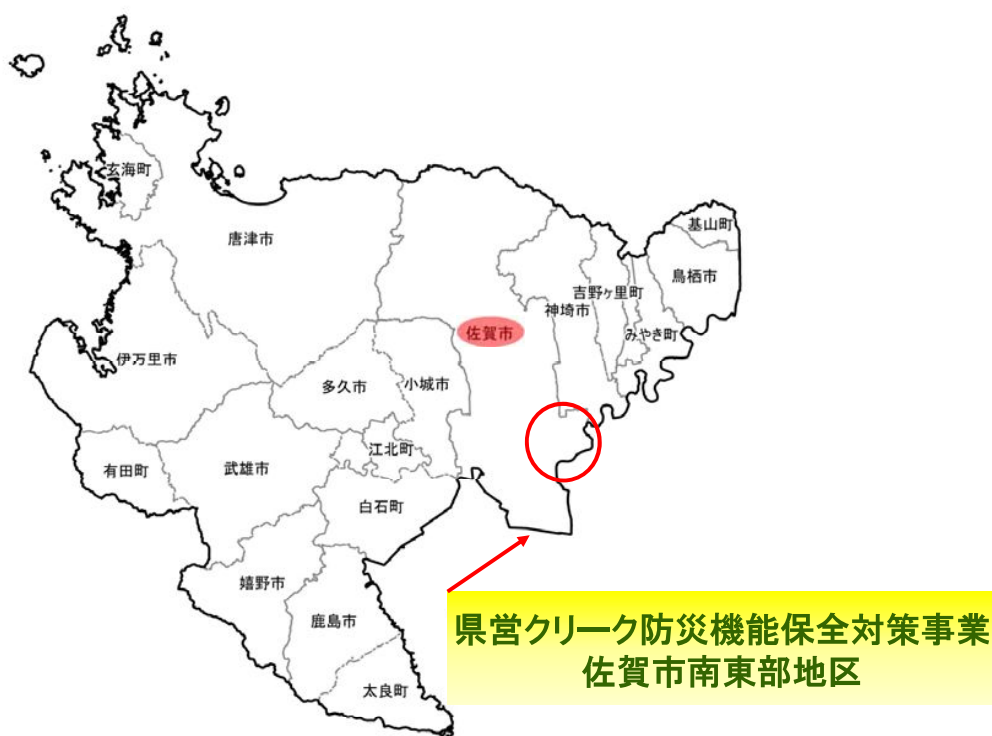 玄海町
唐津市
基山町
鳥栖市
吉野ヶ里町
神埼市
みやき町
佐賀市
伊万里市
多久市
小城市
江北町
有田町
武雄市
白石町
嬉野市
鹿島市
太良町
県営クリーク防災機能保全対策事業
佐賀市南東部地区